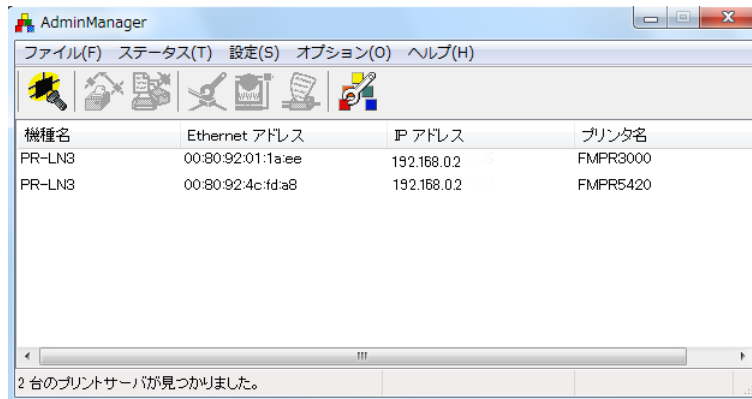 AdminManager
ファイル(F) ステータス(T) 設定(S) オプション(O) ヘルプ(H)
機種名 Ethernet アドレス IP アドレス プリンタ名
PR-LN3 00:80:92:01:1a:ee 192.168.0.2 FMPR3000
PR-LN3 00:80:92:4c:fd:a8 192.168.0.2 FMPR5420
2 台のプリントサーバが見つかりました。